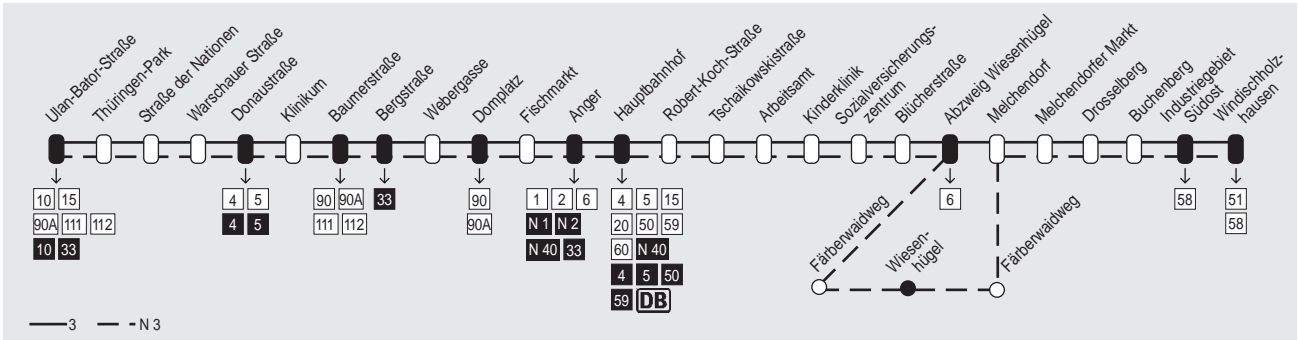 Ulan-Bator-Straße
Thüringen-Park
Straße der Nationen
Warschauer Straße
Donaustraße
Klinikum
Baumerstraße
Bergstraße
Webergasse
Domplatz
Fischmarkt
Anger
Hauptbahnhof
Robert-Koch-Straße
Tschaikowskistraße
Arbeitsamt
Kinderklinik
Sozialversicherungs-
zentrum
Blücherstraße
Abzweig Wiesenhügel
Melchendorf
Melchendorfer Markt
Drosselberg
Buchenberg
Industriegebiet
Südost
Windischholz-
hausen
10 15
90A 111 112
10 33
4 5
4 5
90 90A
111 112
33
90
90A
1 2 6
N 1 N 2
N 40 33
4 5 15
20 50 59
60 N 40
4 5 50
59 DB
6
58
51
58
Färberwaidweg
Wiesen-
hügel
Färberwaidweg
3 N 3